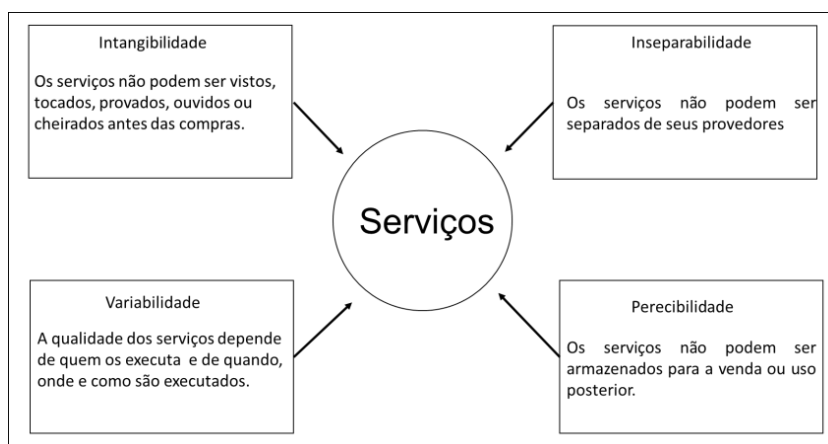 Intangibilidade
Os serviços não podem ser vistos,
tocados, provados, ouvidos ou
cheirados antes das compras.
Inseparabilidade
Os serviços não podem ser
separados de seus provedores
Serviços
Variabilidade
A qualidade dos serviços depende
de quem os executa e de quando,
onde e como são executados.
Perecibilidade
Os serviços não podem ser
armazenados para a venda ou uso
posterior.